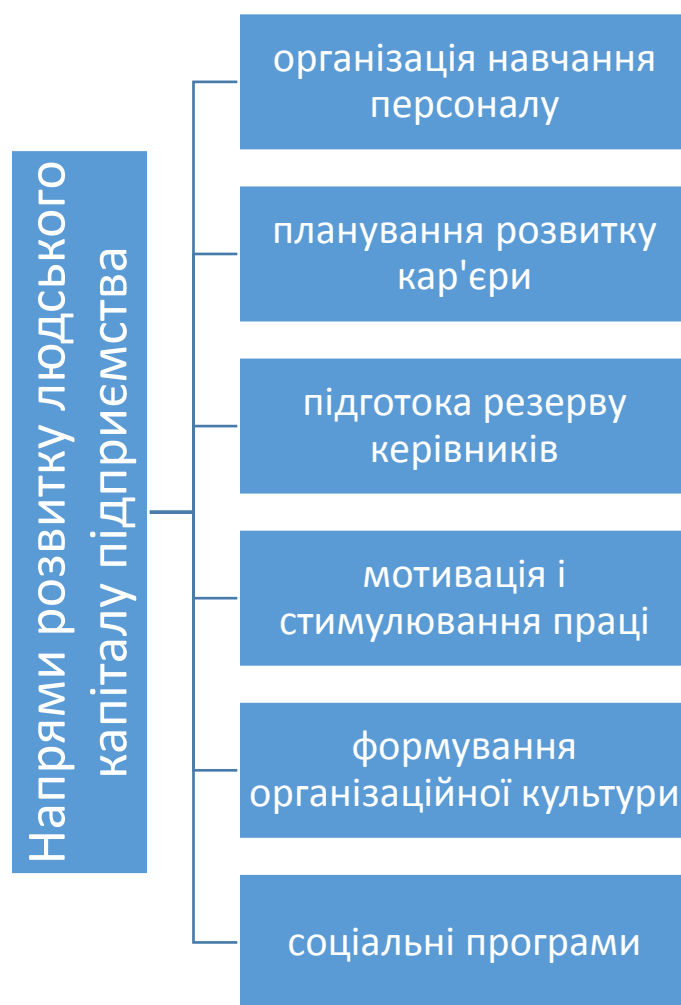 Напрями розвитку людського
капіталу підприємства
організація навчання
персоналу
планування розвитку
кар'єри
підготока резерву
керівників
мотивація і
стимулювання праці
формування
організаційної культури
соціальні програми